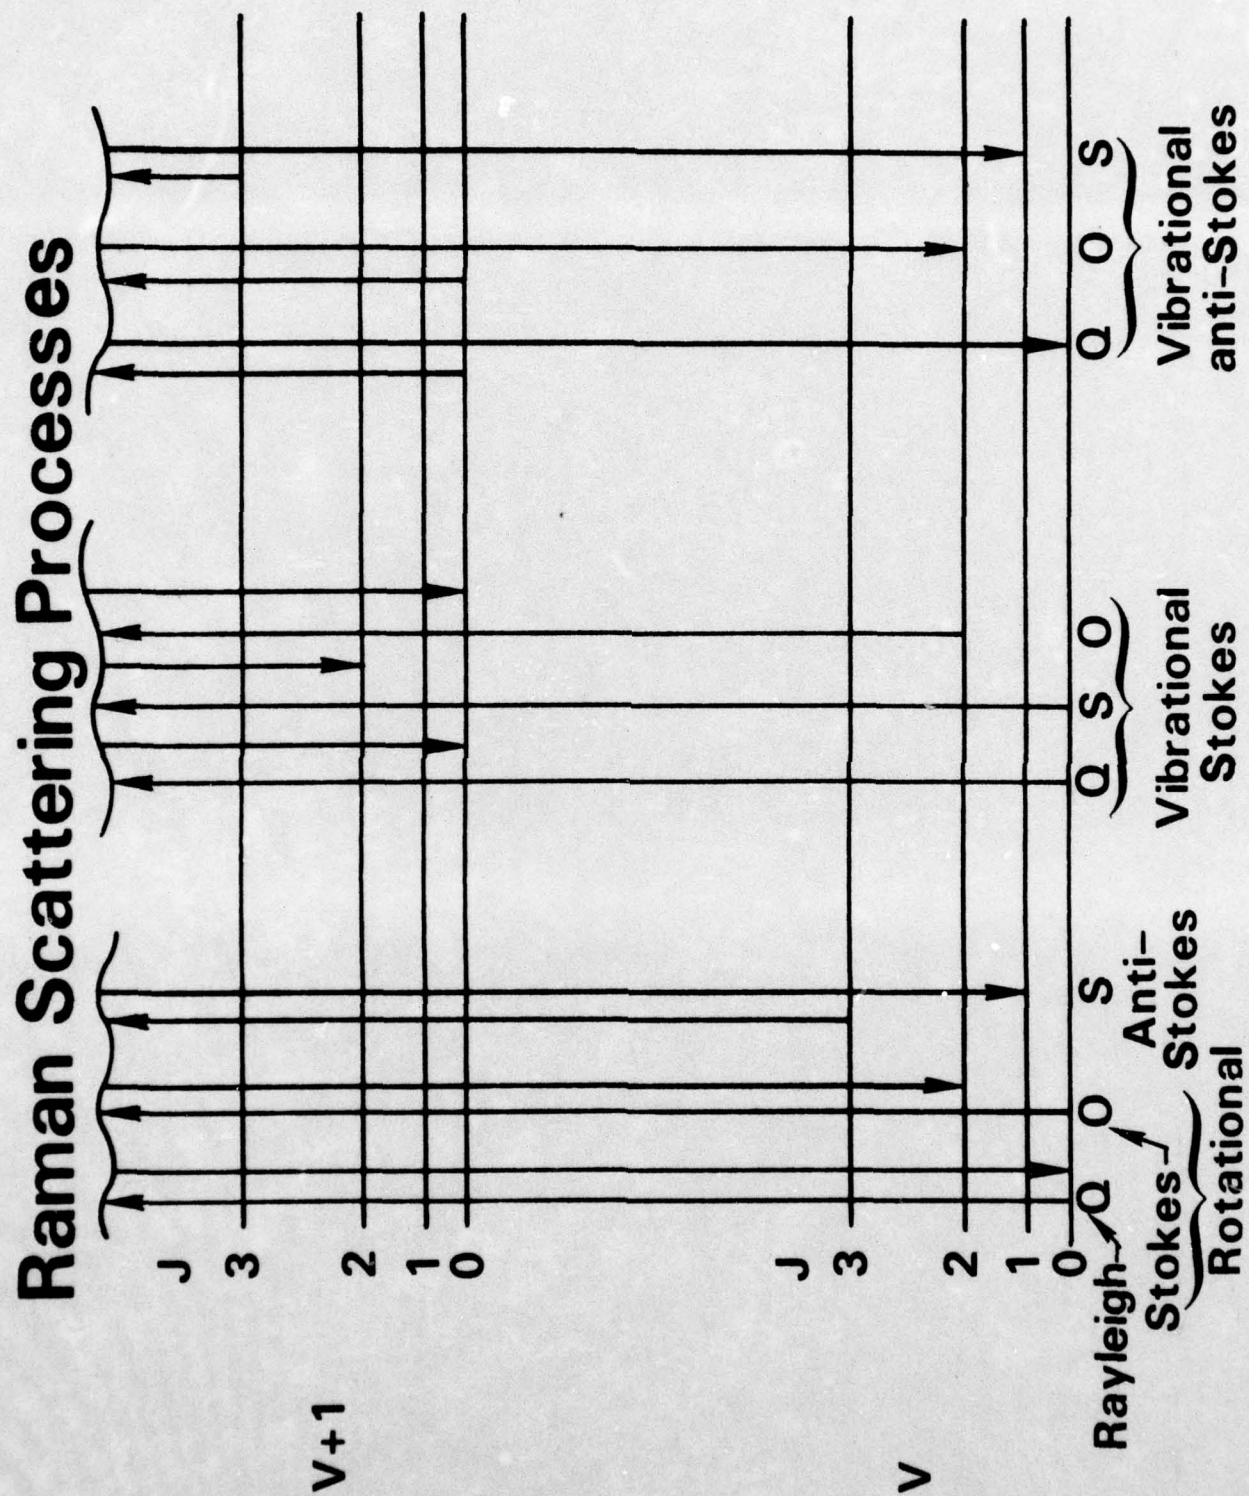 Raman Scattering Processes
J
3
2
1
0
V+1
J
3
2
1
0
V
Q O S
Q S O
Q O S
Rayleigh
Stokes
Anti-
Stokes
Rotational
Vibrational
Stokes
Vibrational
anti-Stokes